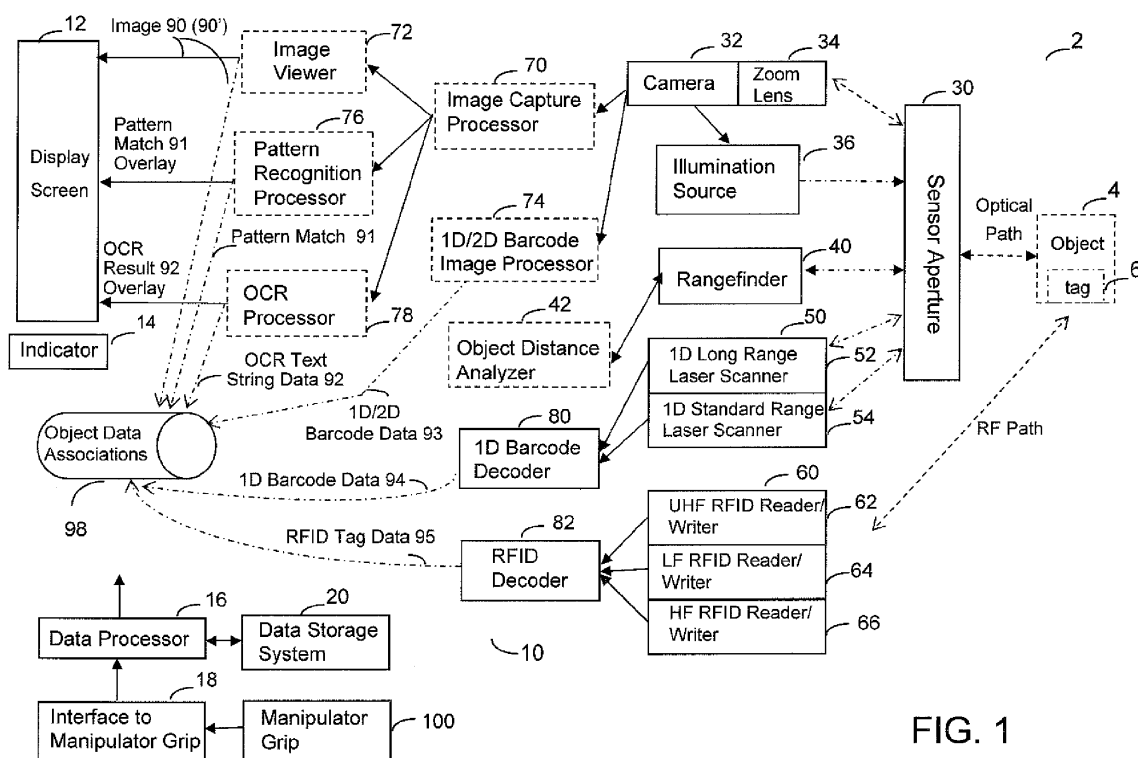 12
Image 90 (90')
72
Image
Viewer
70
Image Capture
Processor
32
34
Camera
Zoom
Lens
2
30
Sensor Aperture
36
Illumination
Source
76
Pattern
Recognition
Processor
Pattern
Match 91
Overlay
Display
Screen
Pattern Match 91
74
1D/2D Barcode
Image Processor
40
Rangefinder
Optical
Path
4
Object
tag
6
OCR
Result 92
Overlay
OCR
Processor
78
42
Object Distance
Analyzer
50
1D Long Range
Laser Scanner
52
1D Standard Range
Laser Scanner
54
14
Indicator
OCR Text
String Data 92
1D/2D
Barcode Data 93
80
1D Barcode
Decoder
RF Path
Object Data
Associations
98
1D Barcode Data 94
RFID Tag Data 95
82
RFID
Decoder
60
UHF RFID Reader/
Writer
62
LF RFID Reader/
Writer
64
HF RFID Reader/
Writer
66
16
Data Processor
20
Data Storage
System
10
18
Interface to
Manipulator Grip
Manipulator
Grip
100
FIG. 1